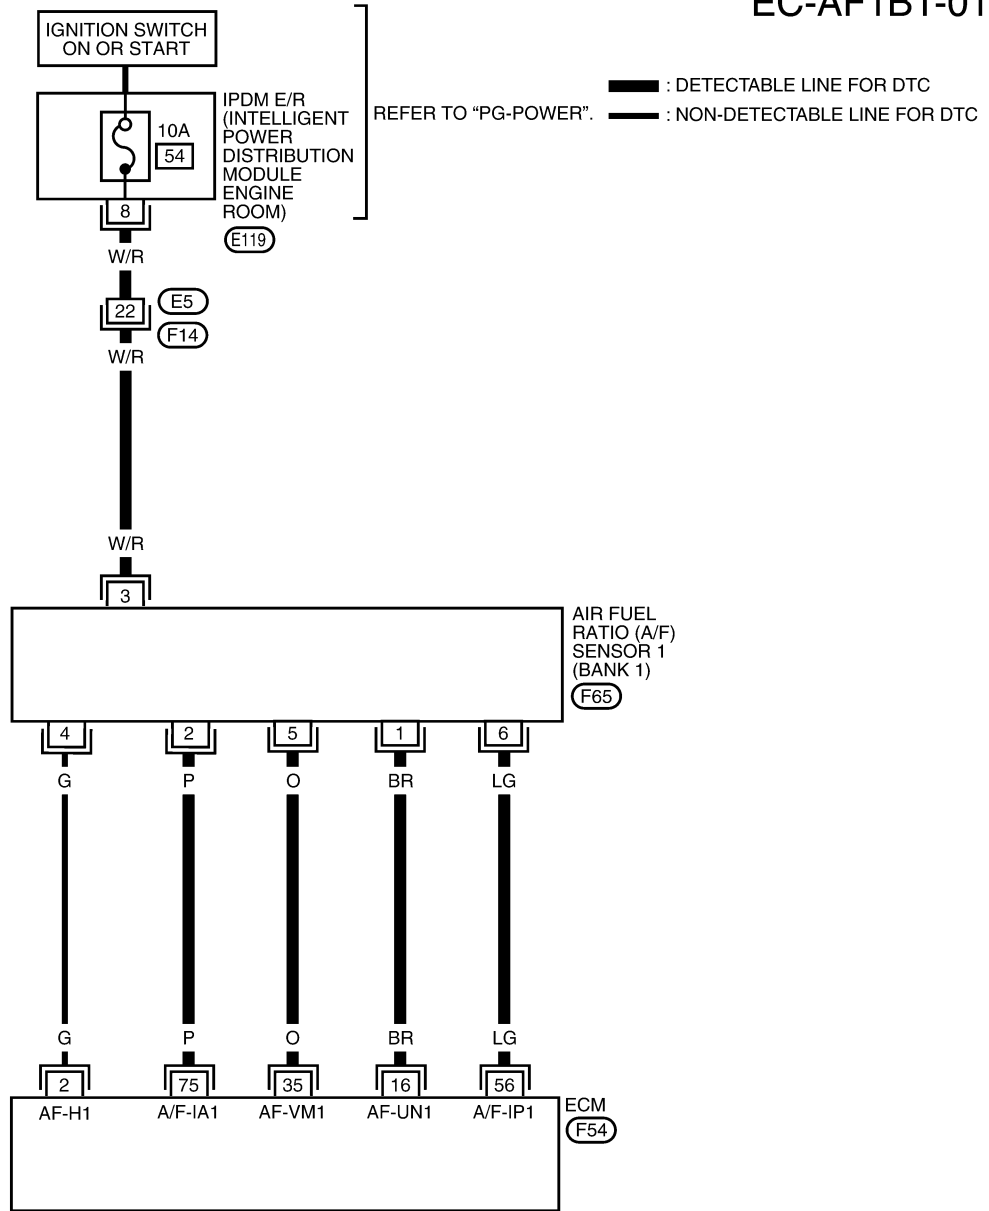 EC-AF1B1-01
IGNITION SWITCH
ON OR START
IPDM E/R
(INTELLIGENT
POWER
DISTRIBUTION
MODULE
ENGINE
ROOM)
E119
10A
54
8
REFER TO “PG-POWER”.
: DETECTABLE LINE FOR DTC
: NON-DETECTABLE LINE FOR DTC
W/R
22
E5
F14
W/R
W/R
3
AIR FUEL
RATIO (A/F)
SENSOR 1
(BANK 1)
F65
4 2 5 1 6
G P O BR LG
G P O BR LG
2 75 35 16 56
AF-H1 A/F-IA1 AF-VM1 AF-UN1 A/F-IP1
ECM
F54